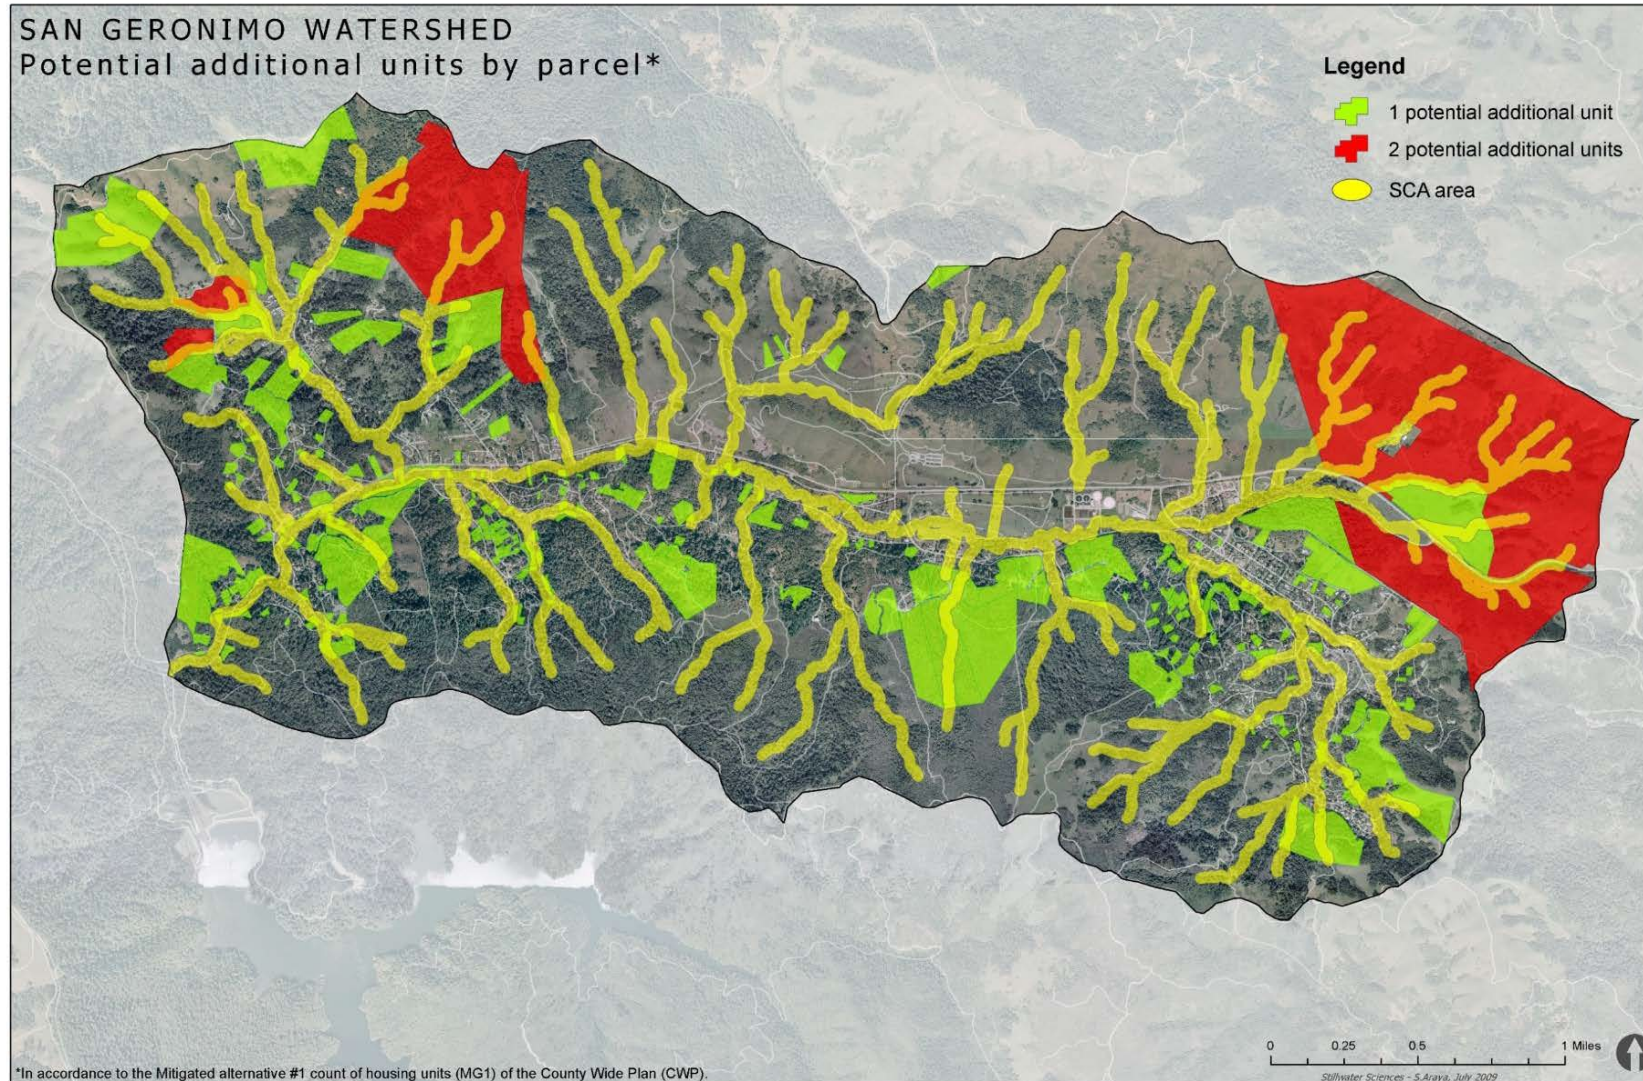 SAN GERONIMO WATERSHED
Potential additional units by parcel*
Legend
1 potential additional unit
2 potential additional units
SCA area
0 0.25 0.5 1 Miles
*In accordance to the Mitigated alternative #1 count of housing units (MG1) of the County Wide Plan (CWP).
Stillwater Sciences - S.Araya, July 2009